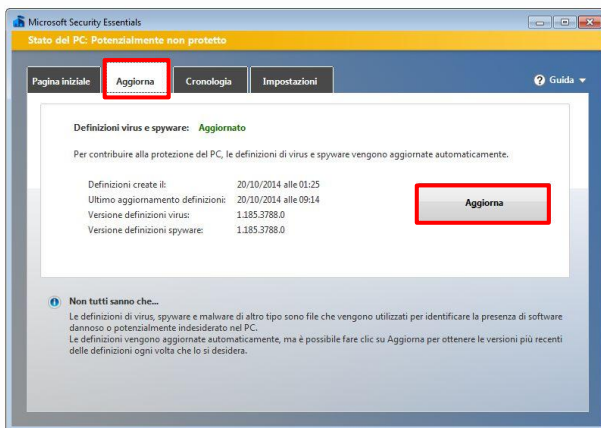 Microsoft Security Essentials
Stato del PC: Potenzialmente non protetto
Pagina iniziale Aggiorna Cronologia Impostazioni Guida
Definizioni virus e spyware: Aggiornato
Per contribuire alla protezione del PC, le definizioni di virus e spyware vengono aggiornate automaticamente.
Definizioni create il: 20/10/2014 alle 01:25
Ultimo aggiornamento definizioni: 20/10/2014 alle 09:14
Versione definizioni virus: 1.185.3788.0
Versione definizioni spyware: 1.185.3788.0
Aggiorna
Non tutti sanno che...
Le definizioni di virus, spyware e malware di altro tipo sono file che vengono utilizzati per identificare la presenza di software
dannoso o potenzialmente indesiderato nel PC.
Le definizioni vengono aggiornate automaticamente, ma è possibile fare clic su Aggiorna per ottenere le versioni più recenti
delle definizioni ogni volta che lo si desidera.